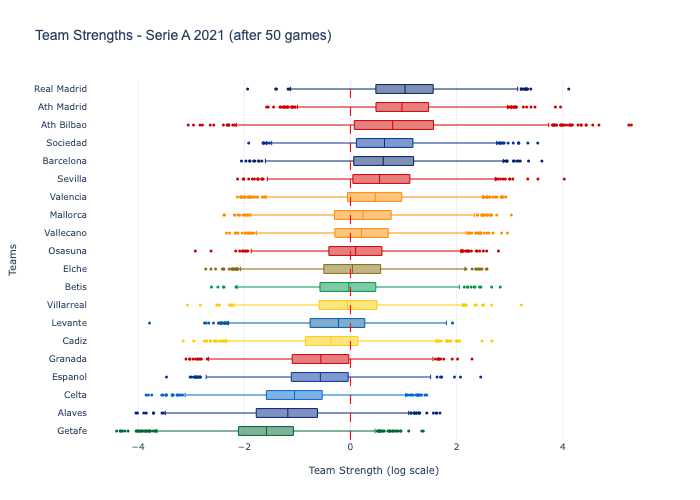 Team Strengths - Serie A 2021 (after 50 games)
Real Madrid
Ath Madrid
Ath Bilbao
Sociedad
Barcelona
Sevilla
Valencia
Mallorca
Vallecano
Osasuna
Elche
Betis
Villarreal
Levante
Cadiz
Granada
Espanol
Celta
Alaves
Getafe
Teams
−4 −2 0 2 4
Team Strength (log scale)